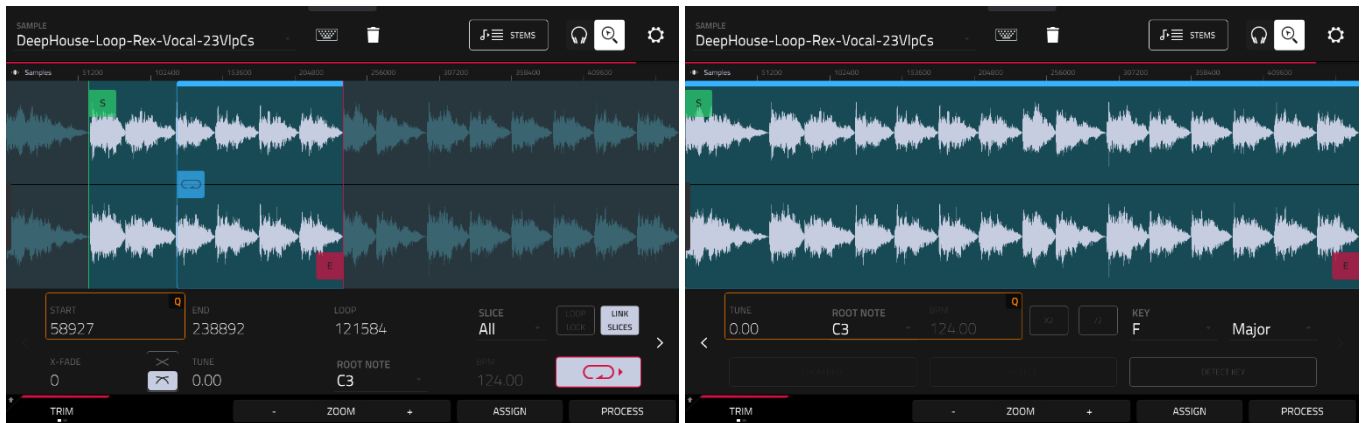 SAMPLE
DeepHouse-Loop-Rex-Vocal-23VlpCs
STEMS
Samples 51200 102400 153600 204800 256000 307200 358400 409600
S
E
START Q END LOOP SLICE LOOP LOCK LINK SLICES
58927 238892 121584 All
X-FADE TUNE ROOT NOTE BPM
0 0.00 C3 124.00
TRIM - ZOOM + ASSIGN PROCESS
SAMPLE
DeepHouse-Loop-Rex-Vocal-23VlpCs
STEMS
Samples 51200 102400 153600 204800 256000 307200 358400 409600
S
E
TUNE ROOT NOTE BPM Q KEY
0.00 C3 124.00 X2 /2 F Major
DETECT KEY
TRIM - ZOOM + ASSIGN PROCESS